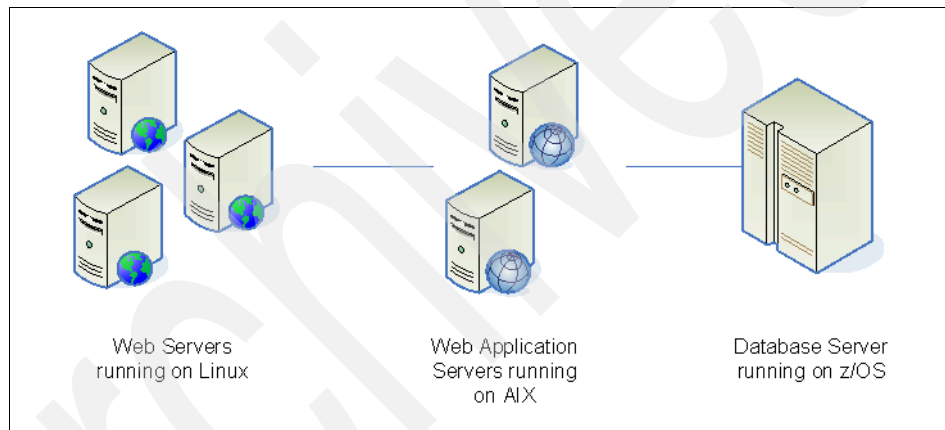 Web Servers
running on Linux
Web Application
Servers running
on AIX
Database Server
running on z/OS